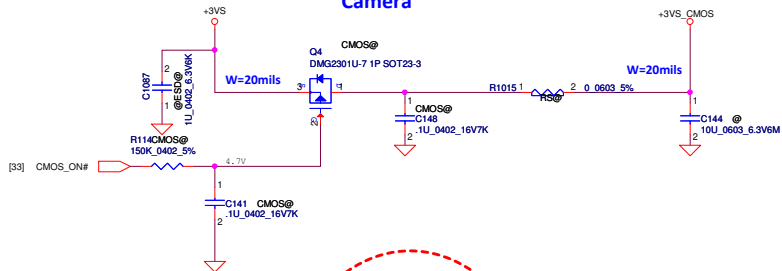 Camera
+3VS
+3VS_CMOS
Q4
CMOS@
DMG2301U-7 1P SOT23-3
W=20mils
W=20mils
C1087
@ESD@
1U_0402_6.3V6K
2
1
3
1
2
R1015
1
2
0_0603_5%
RS@
CMOS@
1
C148
.1U_0402_16V7K
2
1
C144
@
10U_0603_6.3V6M
2
R114
CMOS@
150K_0402_5%
[33]
CMOS_ON#
4.7V
1
C141
CMOS@
.1U_0402_16V7K
2